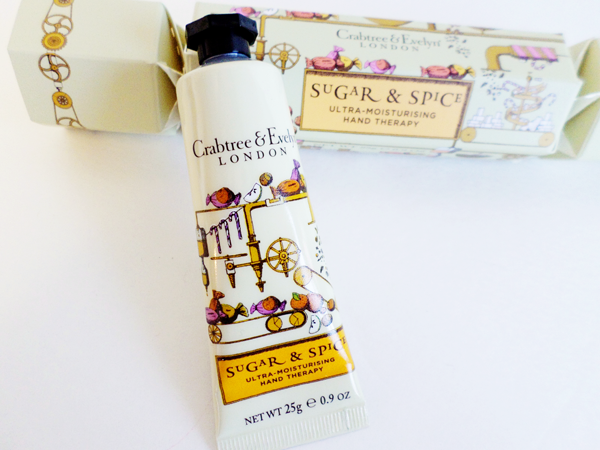 Crabtree & Evelyn
LONDON
SUGAR & SPICE
ULTRA-MOISTURISING
HAND THERAPY
Crabtree & Evelyn
LONDON
SUGAR & SPICE
ULTRA-MOISTURISING
HAND THERAPY
NET WT 25g ℮ 0.9 OZ